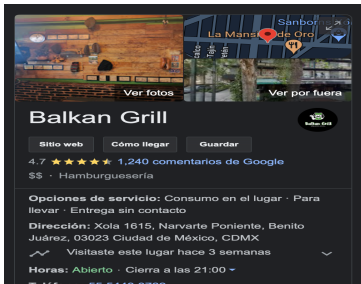 Sanborns
La Mansión de Oro
Ver fotos
Ver por fuera
Balkan Grill
Balkan Grill
Sitio web
Cómo llegar
Guardar
4.7 1,240 comentarios de Google
$$ · Hamburguesería
Opciones de servicio: Consumo en el lugar · Para
llevar · Entrega sin contacto
Dirección: Xola 1615, Narvarte Poniente, Benito
Juárez, 03023 Ciudad de México, CDMX
Visitaste este lugar hace 3 semanas
Horas: Abierto · Cierra a las 21:00